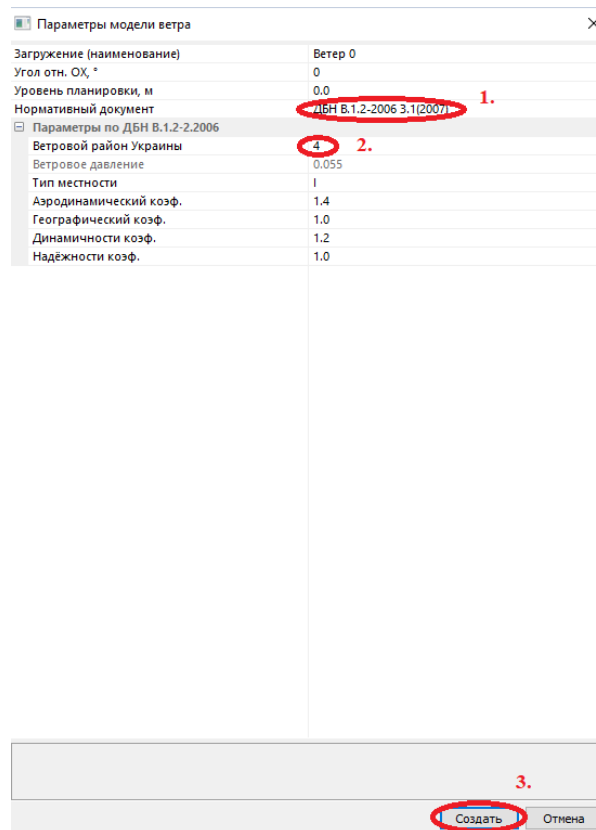 Параметры модели ветра
Загружение (наименование) Ветер 0
Угол отн. OX, ° 0
Уровень планировки, м 0.0
1.
Нормативный документ ДБН В.1.2-2006 З.1(2007)
Параметры по ДБН В.1.2-2.2006
Ветровой район Украины 4 2.
Ветровое давление 0.055
Тип местности I
Аэродинамический коэф. 1.4
Географический коэф. 1.0
Динамичности коэф. 1.2
Надёжности коэф. 1.0
3.
Создать Отмена